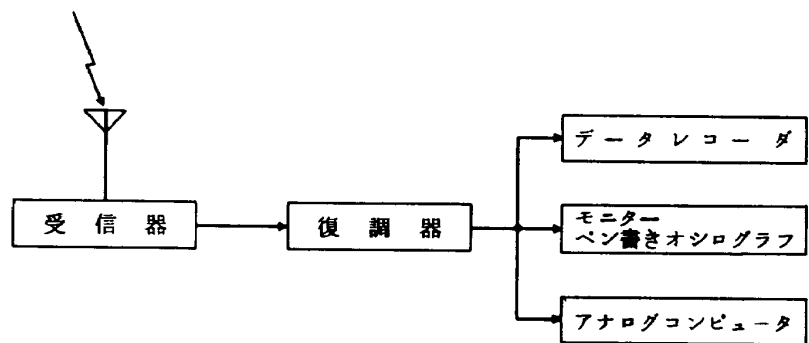 データレコーダ
受信器
復調器
モニター
ペン書きオシログラフ
アナログコンピュータ